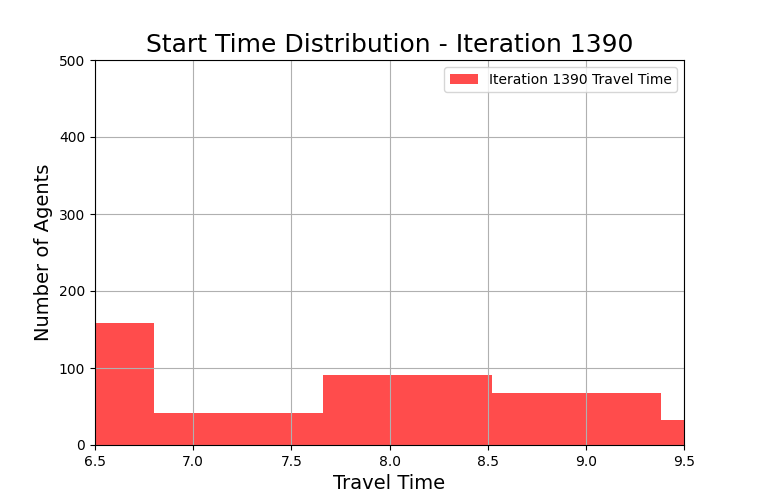 Start Time Distribution - Iteration 1390
Iteration 1390 Travel Time
Number of Agents
500
400
300
200
100
0
6.5 7.0 7.5 8.0 8.5 9.0 9.5
Travel Time